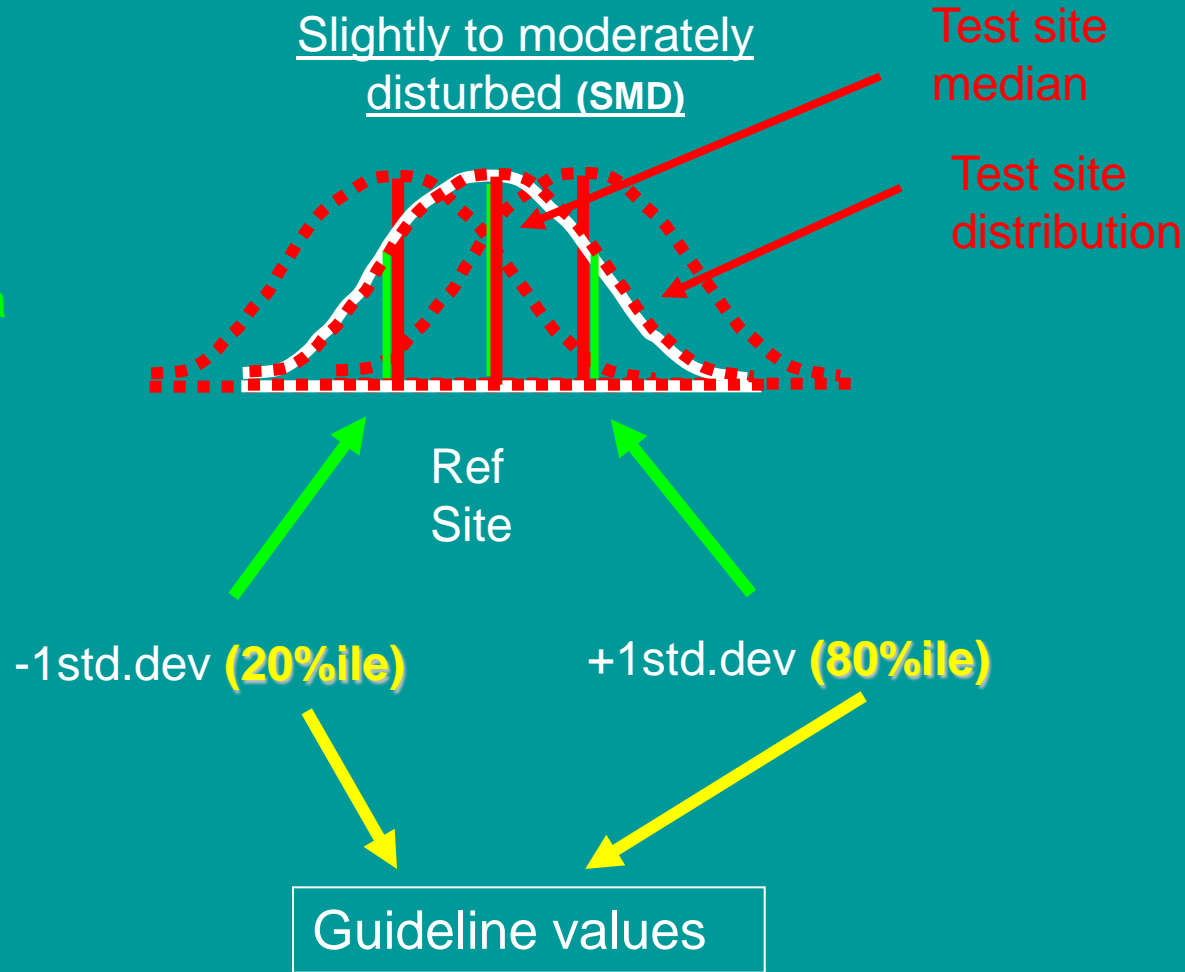 Slightly to moderately
disturbed (SMD)
Test site
median
Test site
distribution
Ref
Site
-1std.dev (20%ile)
+1std.dev (80%ile)
Guideline values